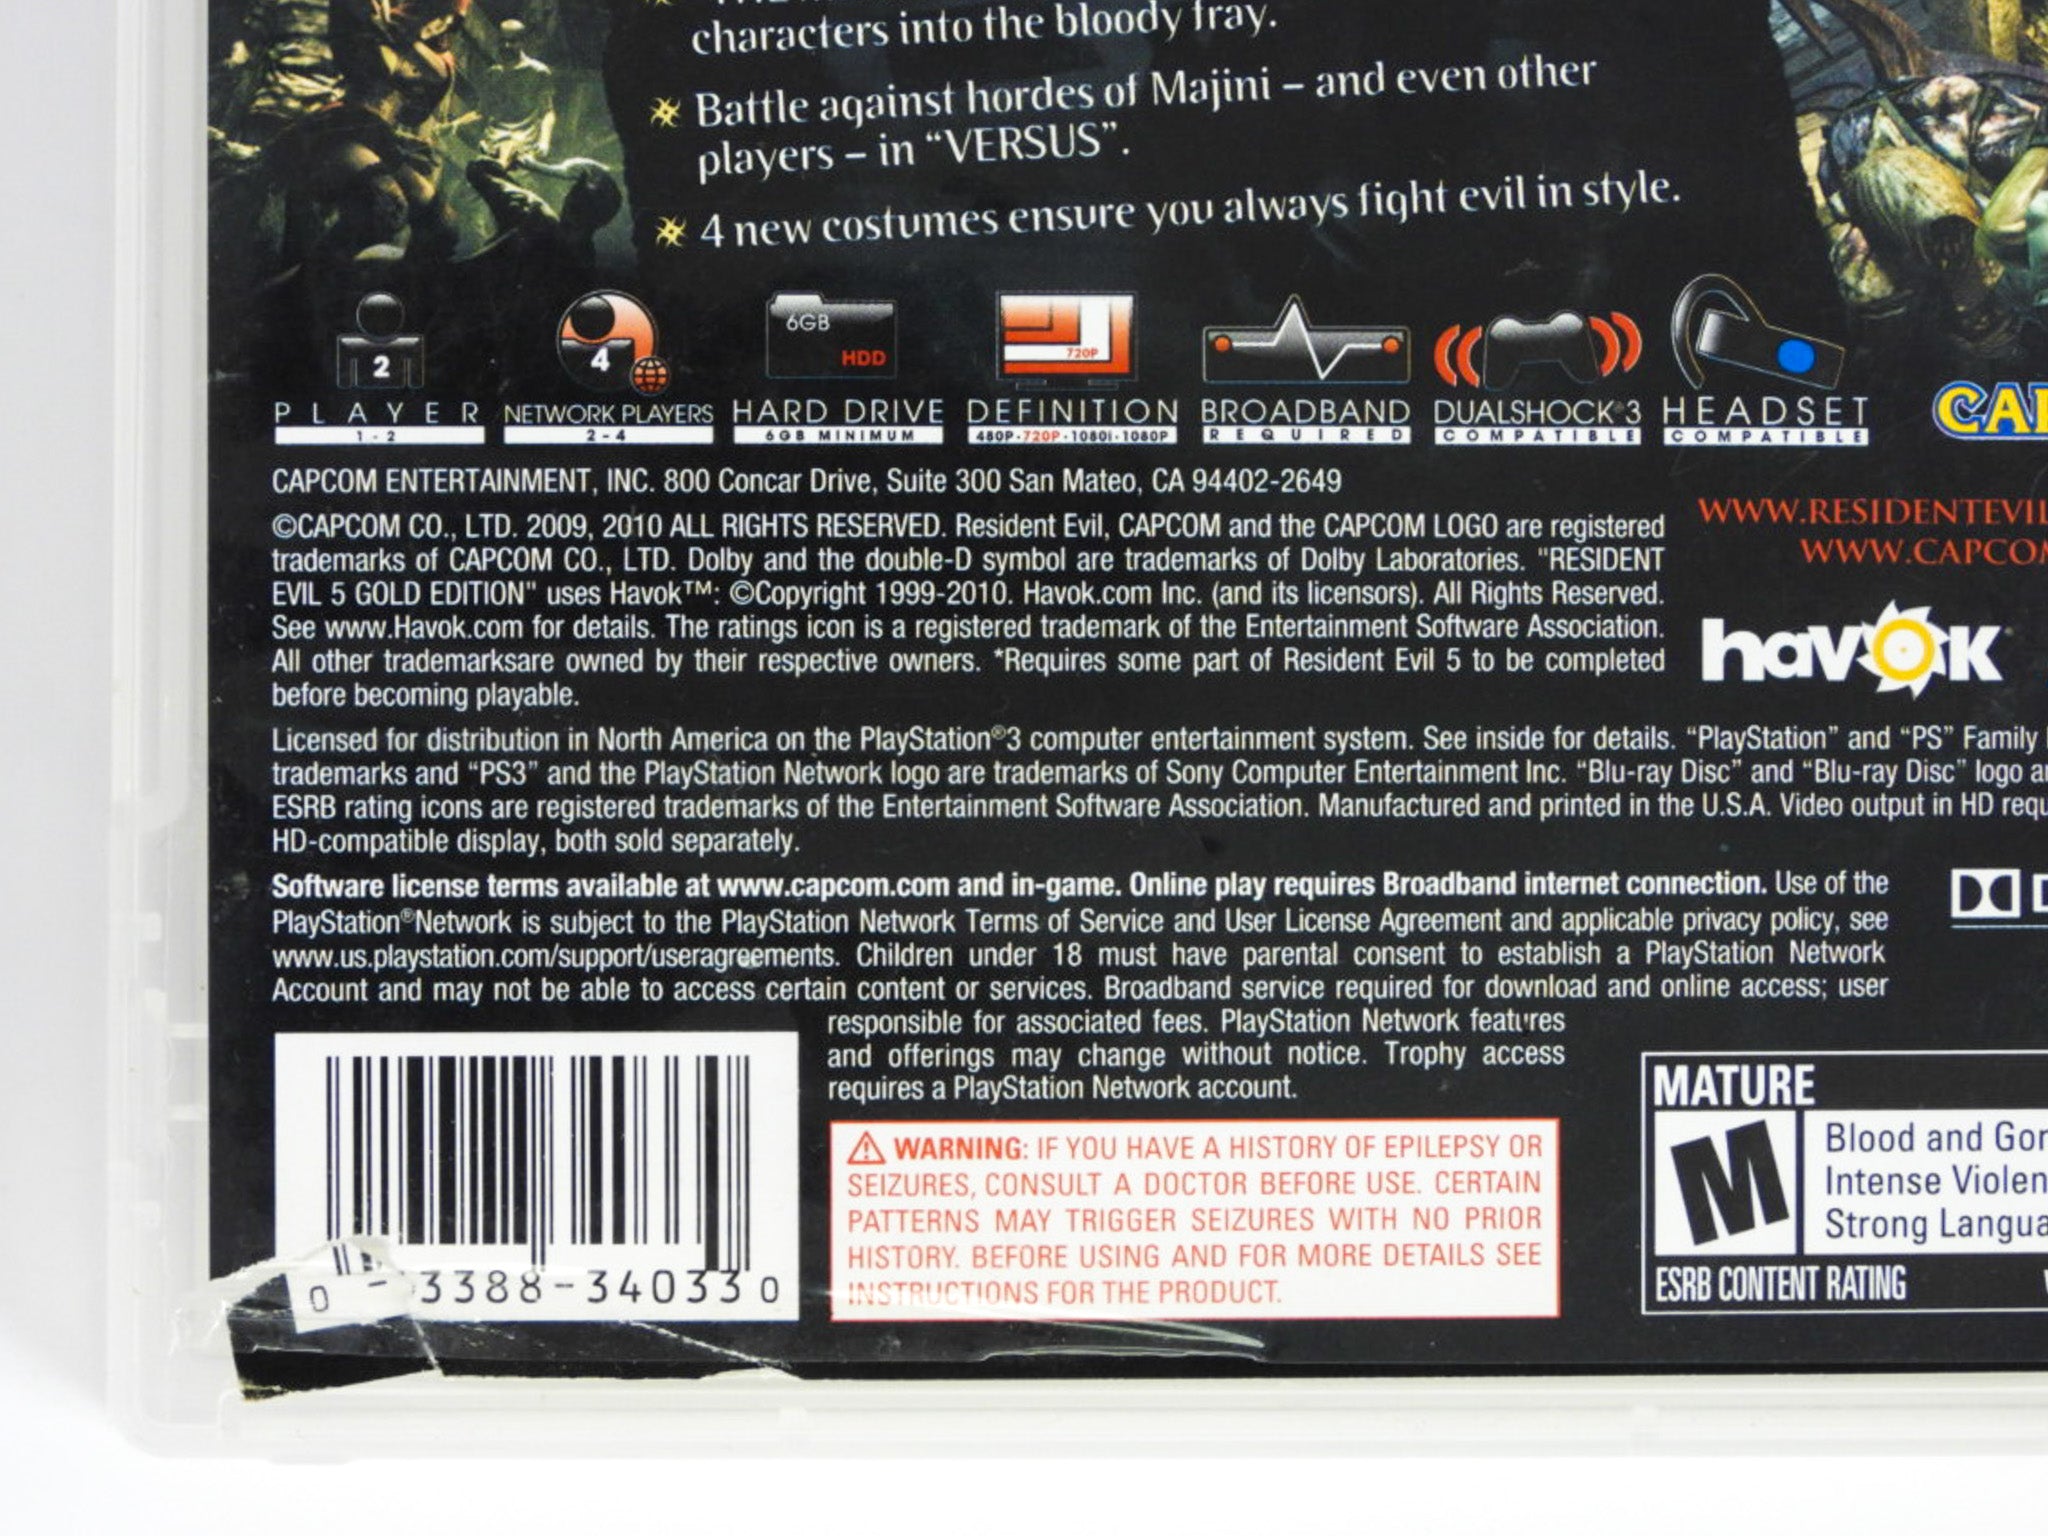 characters into the bloody fray.
Battle against hordes of Majini – and even other
players – in “VERSUS”.
4 new costumes ensure you always fight evil in style.
2
4
6GB
HDD
720P
PLAYER
1 - 2
NETWORK PLAYERS
2 - 4
HARD DRIVE
6GB MINIMUM
DEFINITION
480P•720P•1080i•1080P
BROADBAND
REQUIRED
DUALSHOCK®3
COMPATIBLE
HEADSET
COMPATIBLE
CAPCOM ENTERTAINMENT, INC. 800 Concar Drive, Suite 300 San Mateo, CA 94402-2649
©CAPCOM CO., LTD. 2009, 2010 ALL RIGHTS RESERVED. Resident Evil, CAPCOM and the CAPCOM LOGO are registered
trademarks of CAPCOM CO., LTD. Dolby and the double-D symbol are trademarks of Dolby Laboratories. "RESIDENT
EVIL 5 GOLD EDITION" uses Havok™: ©Copyright 1999-2010. Havok.com Inc. (and its licensors). All Rights Reserved.
See www.Havok.com for details. The ratings icon is a registered trademark of the Entertainment Software Association.
All other trademarksare owned by their respective owners. *Requires some part of Resident Evil 5 to be completed
before becoming playable.
WWW.RESIDENTEVIL
WWW.CAPCOM
havok
Licensed for distribution in North America on the PlayStation®3 computer entertainment system. See inside for details. “PlayStation” and “PS” Family
trademarks and “PS3” and the PlayStation Network logo are trademarks of Sony Computer Entertainment Inc. “Blu-ray Disc” and “Blu-ray Disc” logo
ESRB rating icons are registered trademarks of the Entertainment Software Association. Manufactured and printed in the U.S.A. Video output in HD
HD-compatible display, both sold separately.
Software license terms available at www.capcom.com and in-game. Online play requires Broadband internet connection. Use of the
PlayStation®Network is subject to the PlayStation Network Terms of Service and User License Agreement and applicable privacy policy, see
www.us.playstation.com/support/useragreements. Children under 18 must have parental consent to establish a PlayStation Network
Account and may not be able to access certain content or services. Broadband service required for download and online access; user
responsible for associated fees. PlayStation Network features
and offerings may change without notice. Trophy access
requires a PlayStation Network account.
WARNING: IF YOU HAVE A HISTORY OF EPILEPSY OR
SEIZURES, CONSULT A DOCTOR BEFORE USE. CERTAIN
PATTERNS MAY TRIGGER SEIZURES WITH NO PRIOR
HISTORY. BEFORE USING AND FOR MORE DETAILS SEE
INSTRUCTIONS FOR THE PRODUCT.
0 - 3388-34033 0
MATURE
M
Blood and Gor
Intense Violen
Strong Langua
ESRB CONTENT RATING